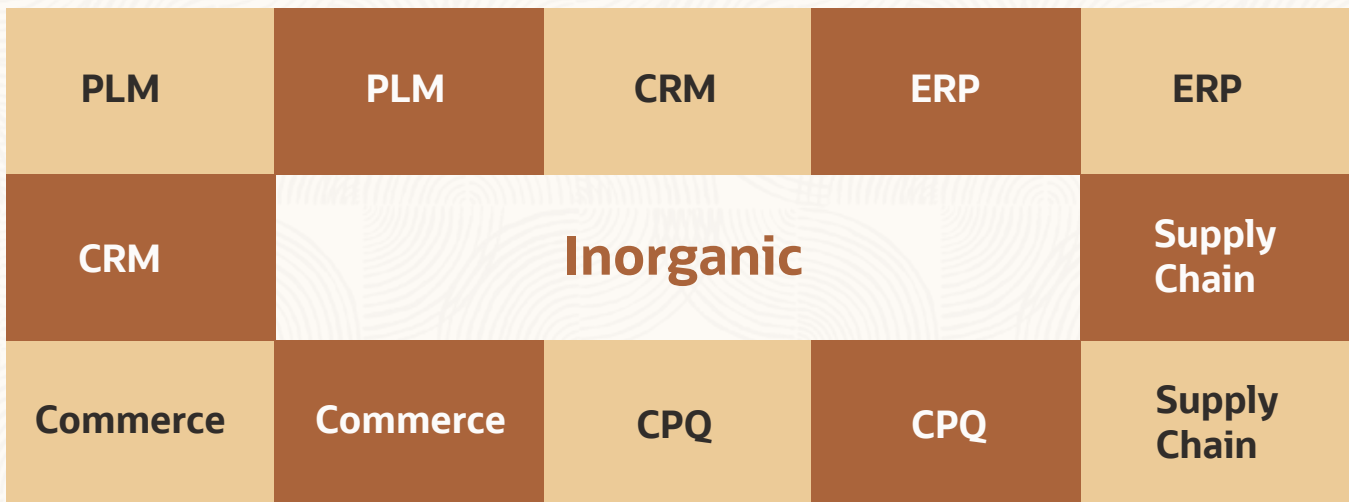 PLM
PLM
CRM
ERP
ERP
CRM
Inorganic
Supply
Chain
Commerce
Commerce
CPQ
CPQ
Supply
Chain